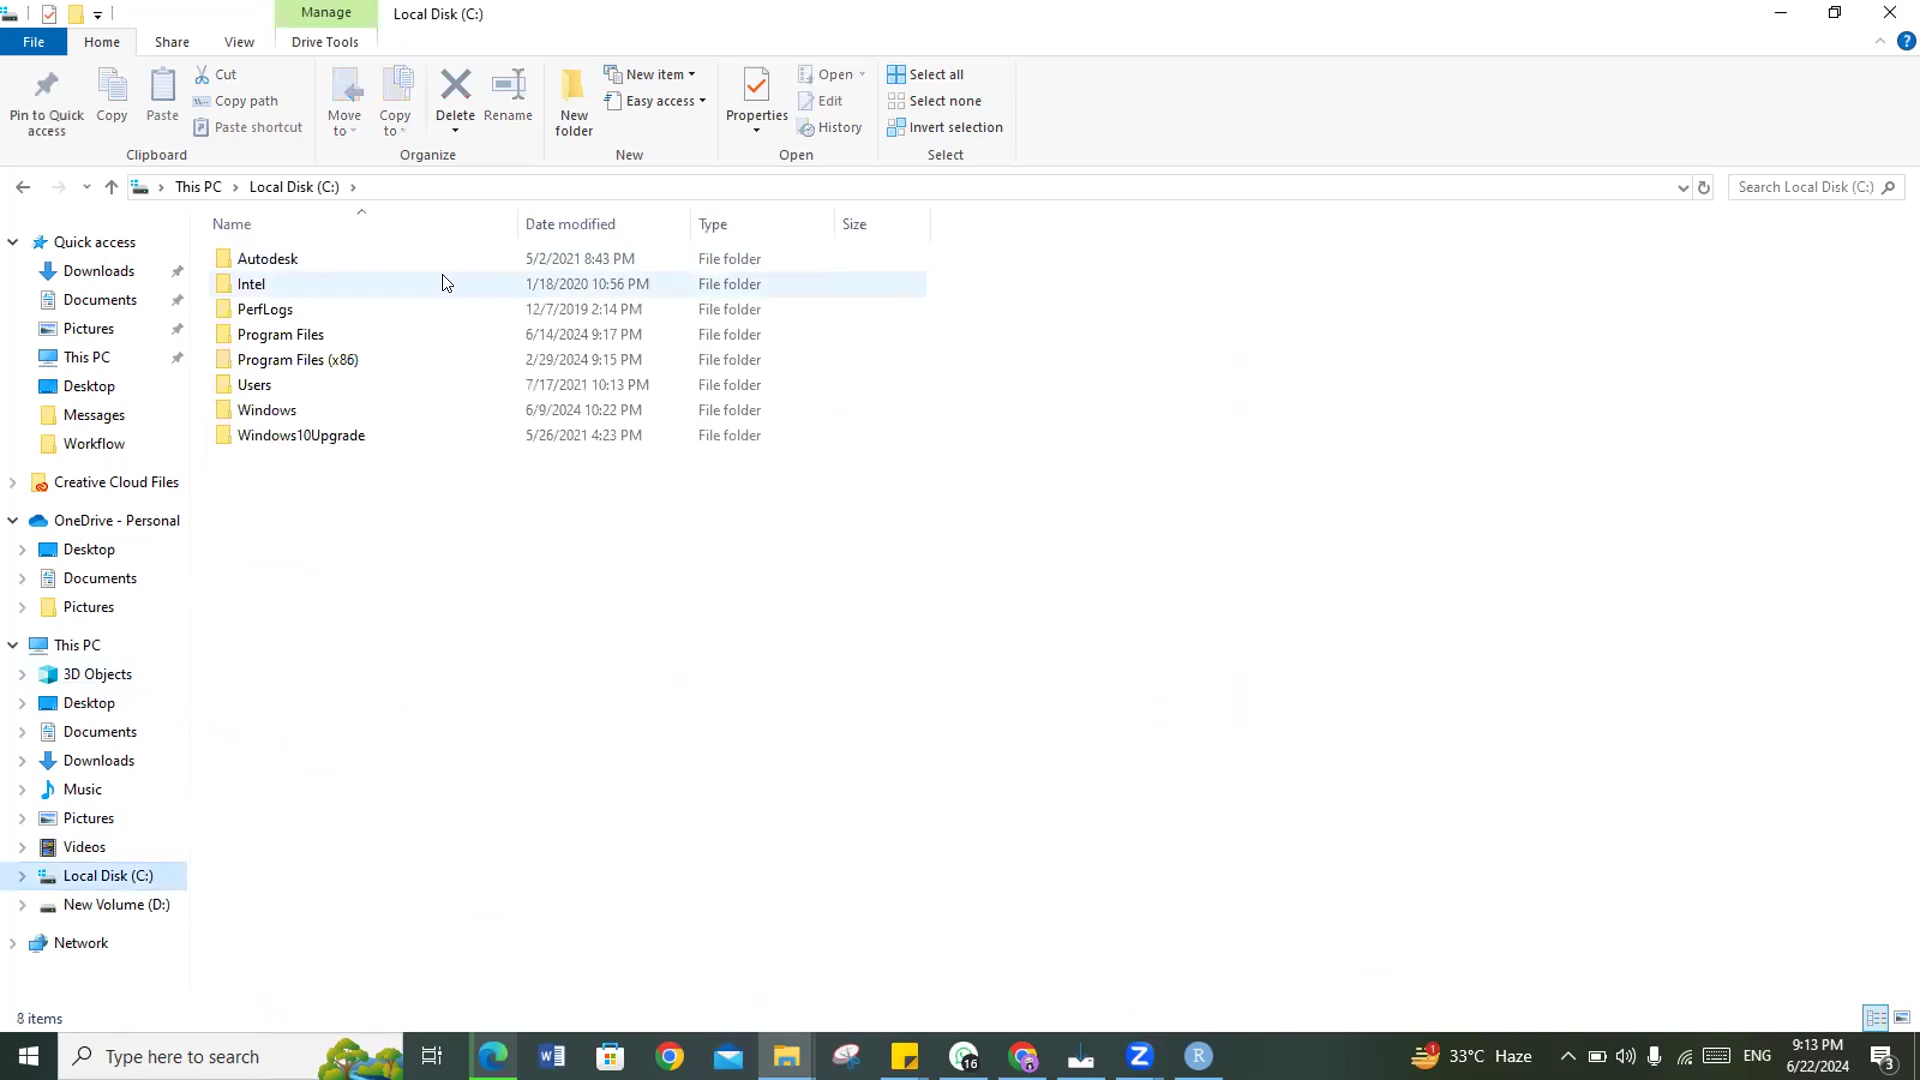 Manage
Local Disk (C:)
File
Home
Share
View
Drive Tools
Pin to Quick access
Copy
Paste
Cut
Copy path
Paste shortcut
Clipboard
Move to
Copy to
Delete
Rename
Organize
New folder
New item
Easy access
New
Properties
Open
Edit
History
Open
Select all
Select none
Invert selection
Select
This PC
Local Disk (C:)
Search Local Disk (C:)
Name
Date modified
Type
Size
Autodesk 5/2/2021 8:43 PM File folder
Intel 1/18/2020 10:56 PM File folder
PerfLogs 12/7/2019 2:14 PM File folder
Program Files 6/14/2024 9:17 PM File folder
Program Files (x86) 2/29/2024 9:15 PM File folder
Users 7/17/2021 10:13 PM File folder
Windows 6/9/2024 10:22 PM File folder
Windows10Upgrade 5/26/2021 4:23 PM File folder
Quick access
Downloads
Documents
Pictures
This PC
Desktop
Messages
Workflow
Creative Cloud Files
OneDrive - Personal
Desktop
Documents
Pictures
This PC
3D Objects
Desktop
Documents
Downloads
Music
Pictures
Videos
Local Disk (C:)
New Volume (D:)
Network
8 items
Type here to search
W
16
Z
R
1
33°C Haze
ENG
9:13 PM
6/22/2024
3